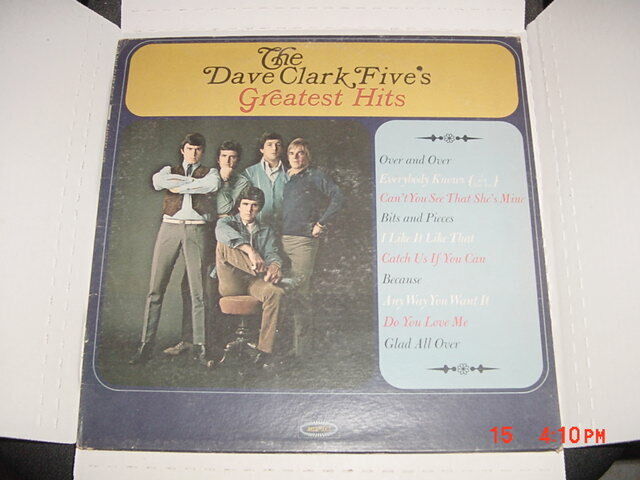 The
Dave Clark Five's
Greatest Hits
Over and Over
Everybody Knows
Can't You See That She's Mine
Bits and Pieces
I Like It Like That
Catch Us If You Can
Because
Any Way You Want It
Do You Love Me
Glad All Over
15 4:10 PM